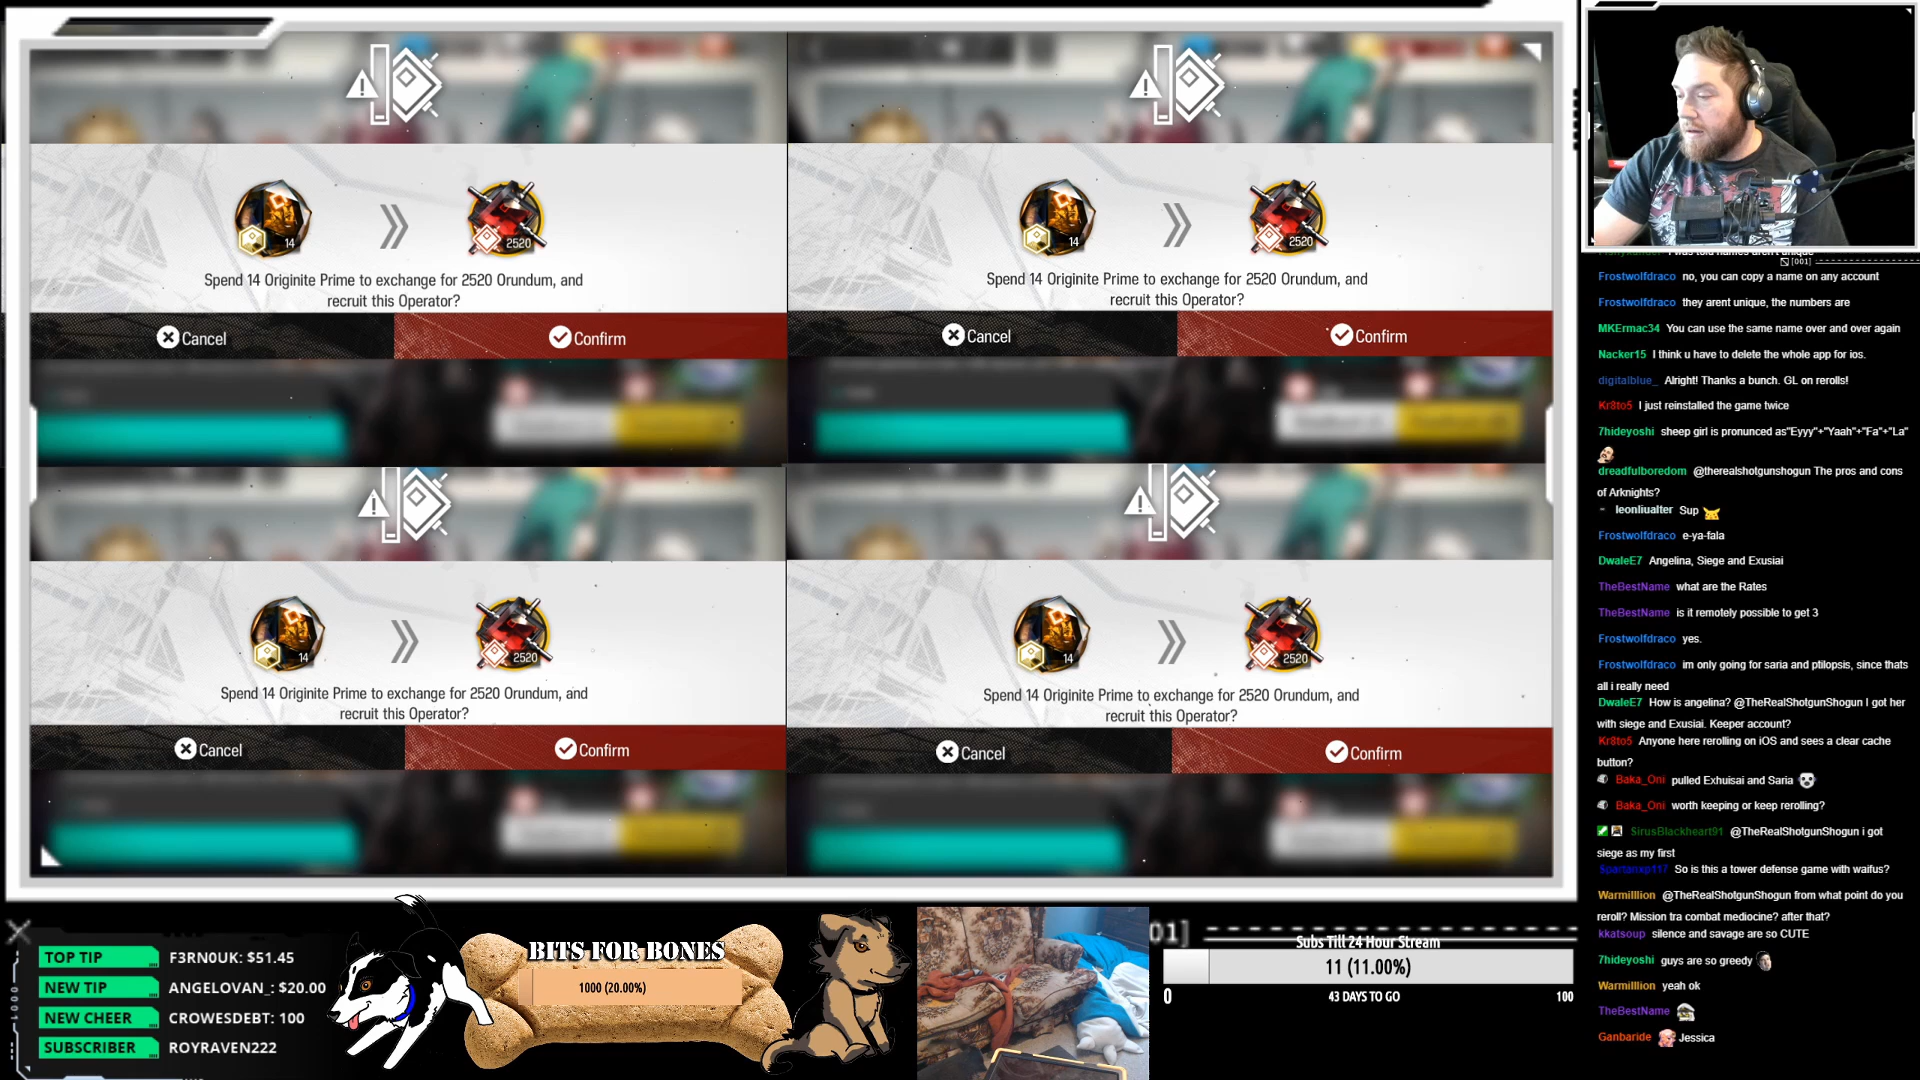 14
2520
Spend 14 Originite Prime to exchange for 2520 Orundum, and
recruit this Operator?
Cancel
Confirm
14
2520
Spend 14 Originite Prime to exchange for 2520 Orundum, and
recruit this Operator?
Cancel
Confirm
14
2520
Spend 14 Originite Prime to exchange for 2520 Orundum, and
recruit this Operator?
Cancel
Confirm
14
2520
Spend 14 Originite Prime to exchange for 2520 Orundum, and
recruit this Operator?
Cancel
Confirm
[001]
Frostwolfdraco no, you can copy a name on any account
Frostwolfdraco they arent unique, the numbers are
MKErmac34 You can use the same name over and over again
Nacker15 I think u have to delete the whole app for ios.
digitalblue_ Alright! Thanks a bunch. GL on rerolls!
Kr8to5 I just reinstalled the game twice
7hideyoshi sheep girl is pronounced as"Eyyy"+"Yaah"+"Fa"+"La"
dreadfulboredom @therealshotgunshogun The pros and cons
of Arknights?
leonliualter Sup
Frostwolfdraco e-ya-fala
DwaleE7 Angelina, Siege and Exusiai
TheBestName what are the Rates
TheBestName is it remotely possible to get 3
Frostwolfdraco yes.
Frostwolfdraco im only going for saria and ptilopsis, since thats
all i really need
DwaleE7 How is angelina? @TheRealShotgunShogun I got her
with siege and Exusiai. Keeper account?
Kr8to5 Anyone here rerolling on iOS and sees a clear cache
button?
Baka_Oni pulled Exhuisai and Saria
Baka_Oni worth keeping or keep rerolling?
SirusBlackheart91 @TheRealShotgunShogun i got
siege as my first
Spartanxp117 So is this a tower defense game with waifus?
Warmilllion @TheRealShotgunShogun from what point do you
reroll? Mission tra combat mediocine? after that?
kkatsoup silence and savage are so CUTE
7hideyoshi guys are so greedy
Warmilllion yeah ok
TheBestName
Ganbaride Jessica
TOP TIP F3RN0UK: $51.45
NEW TIP ANGELOVAN_: $20.00
NEW CHEER CROWESDEBT: 100
SUBSCRIBER ROYRAVEN222
BITS FOR BONES
1000 (20.00%)
01]
Subs Till 24 Hour Stream
11 (11.00%)
0 43 DAYS TO GO 100